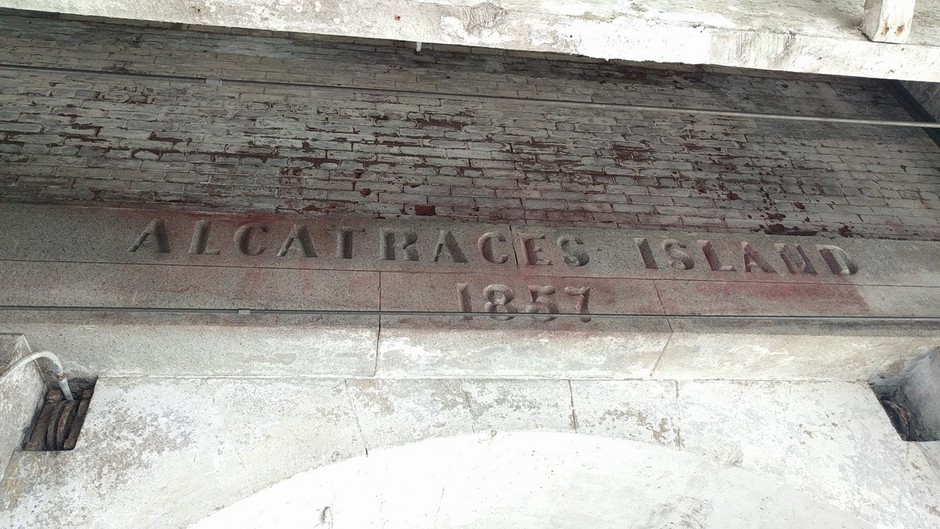 ALCATRACES ISLAND
1857